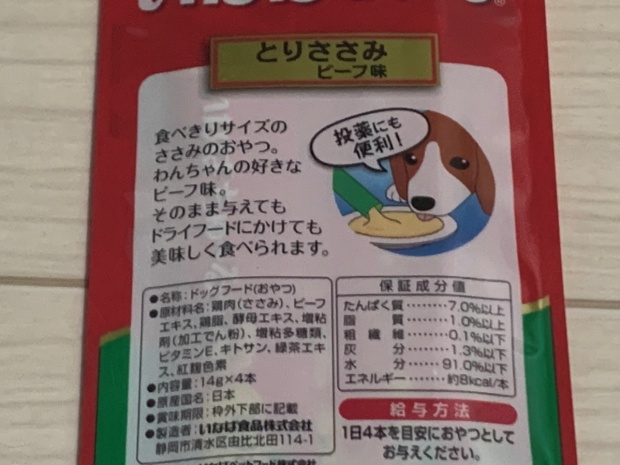 とりささみ
ビーフ味
食べきりサイズの
ささみのおやつ。
わんちゃんの好きな
ビーフ味。
そのまま与えても
ドライフードにかけても
美味しく食べられます。
投薬にも
便利!
●名称:ドッグフード(おやつ)
●原材料名:鶏肉(ささみ)、ビーフ
エキス、鶏脂、酵母エキス、増粘
剤(加工でん粉)、増粘多糖類、
ビタミンE、キトサン、緑茶エキ
ス、紅麹色素
●内容量:14g×4本
●原産国名:日本
●賞味期限:枠外下部に記載
●製造者:いなば食品株式会社
静岡市清水区由比北田114-1
保証成分値
たんぱく質………7.0%以上
脂質………1.0%以上
粗繊維………0.1%以下
灰分………1.3%以下
水分………91.0%以下
エネルギー……約8kcal/本
給与方法
1日4本を目安におやつとして
お与えください。
いなばペットフード株式会社